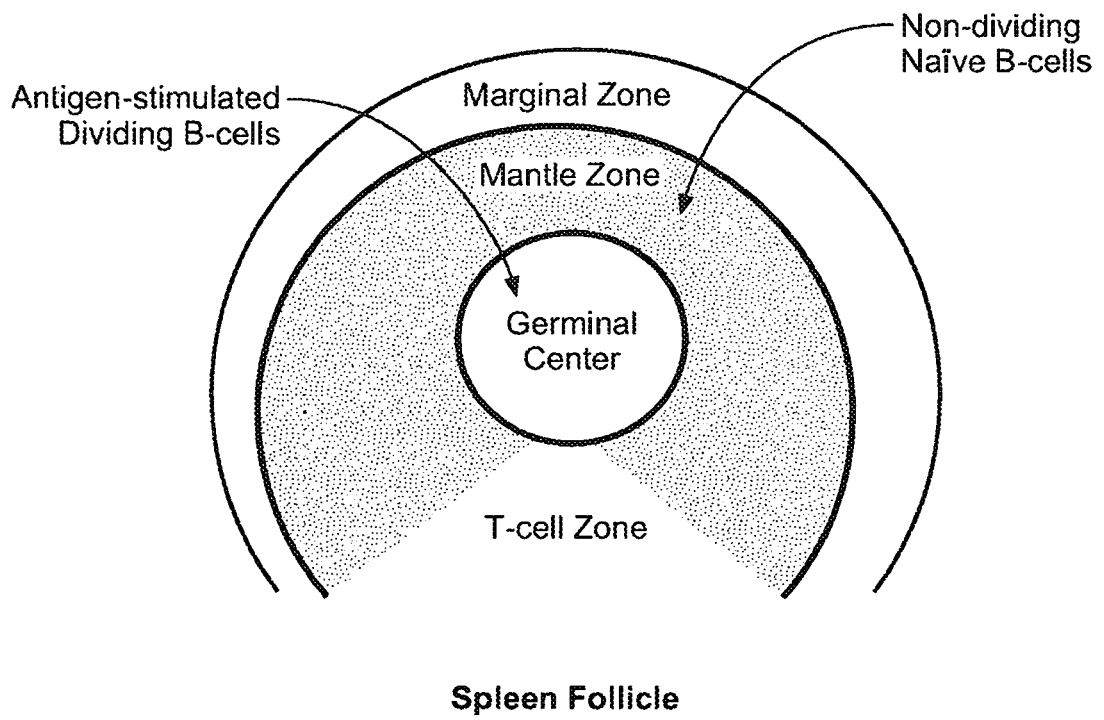 Non-dividing
Naïve B-cells
Antigen-stimulated
Dividing B-cells
Marginal Zone
Mantle Zone
Germinal
Center
T-cell Zone
Spleen Follicle